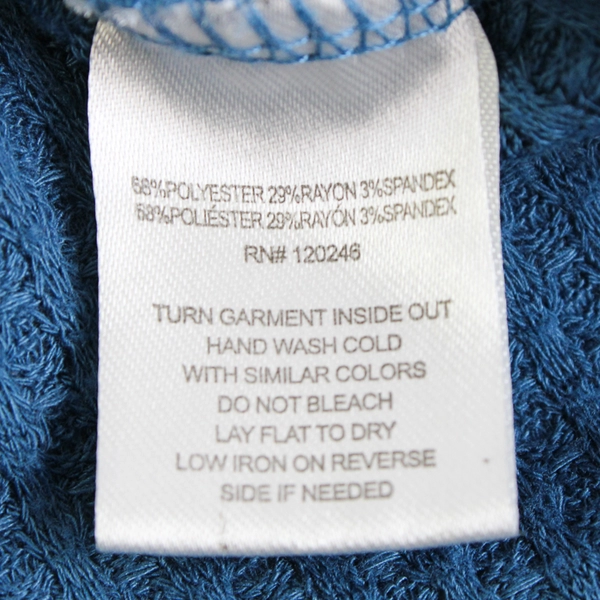 68%POLYESTER 29%RAYON 3%SPANDEX
68%POLIÉSTER 29%RAYÓN 3%SPANDEX
RN# 120246
TURN GARMENT INSIDE OUT
HAND WASH COLD
WITH SIMILAR COLORS
DO NOT BLEACH
LAY FLAT TO DRY
LOW IRON ON REVERSE
SIDE IF NEEDED